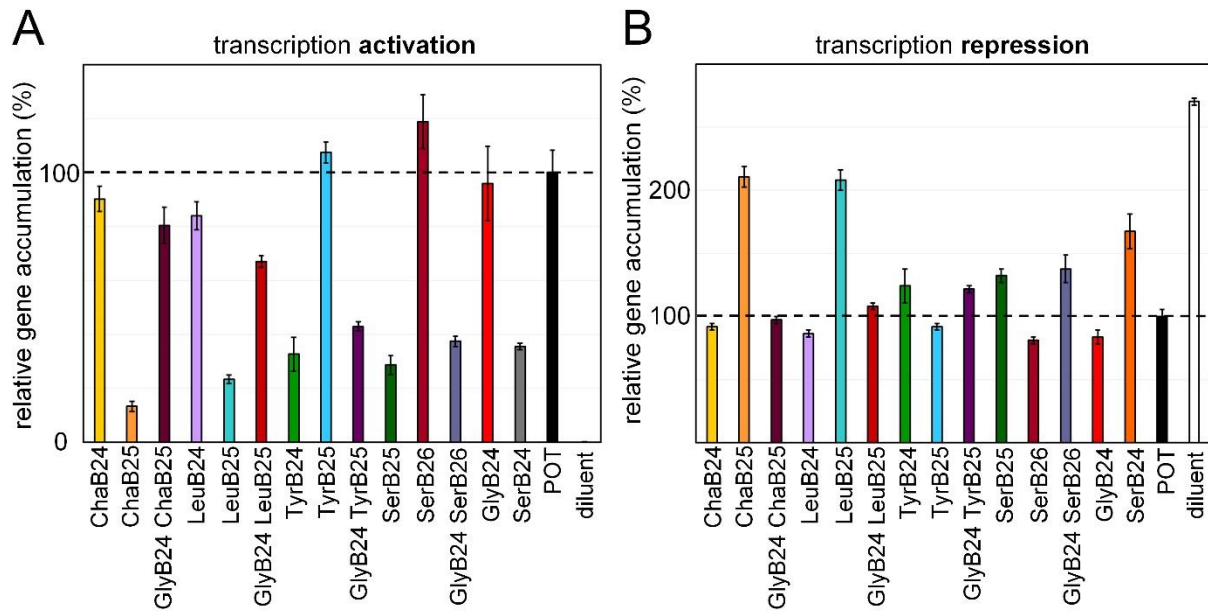 A
transcription activation
relative gene accumulation (%)
100
0
ChaB24
ChaB25
GlyB24 ChaB25
LeuB24
LeuB25
GlyB24 LeuB25
TyrB24
TyrB25
GlyB24 TyrB25
SerB25
SerB26
GlyB24 SerB26
GlyB24
SerB24
POT
diluent
B
transcription repression
relative gene accumulation (%)
200
100
ChaB24
ChaB25
GlyB24 ChaB25
LeuB24
LeuB25
GlyB24 LeuB25
TyrB24
TyrB25
GlyB24 TyrB25
SerB25
SerB26
GlyB24 SerB26
GlyB24
SerB24
POT
diluent